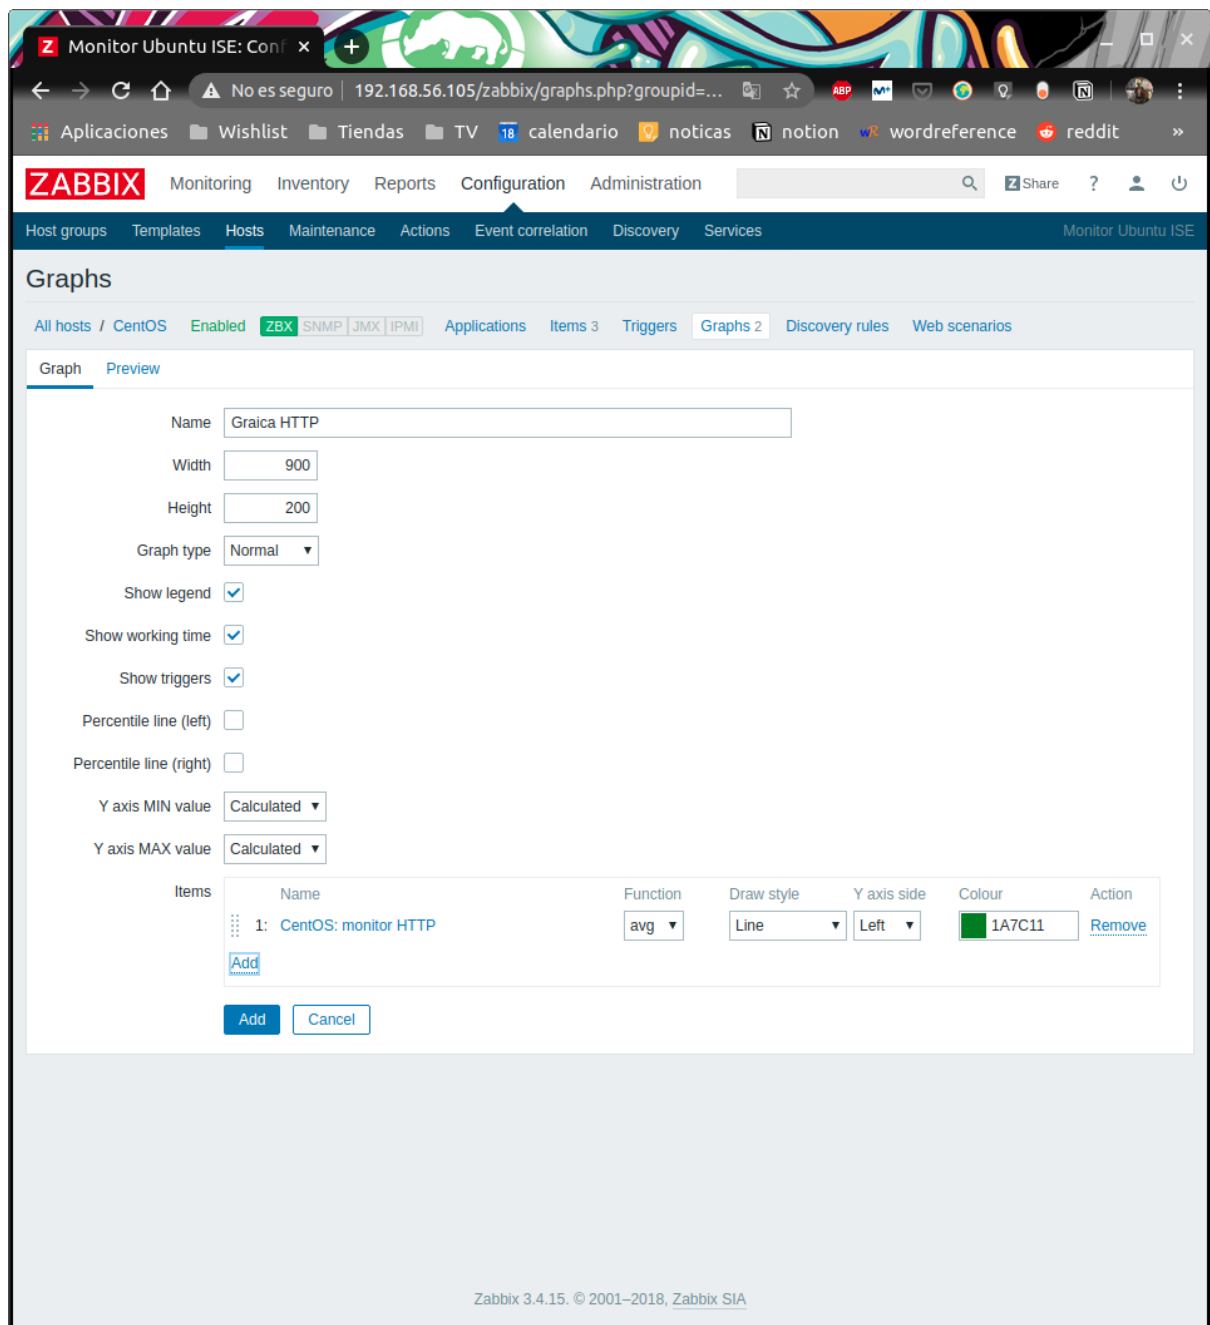 Z Monitor Ubuntu ISE: Conf × +
No es seguro | 192.168.56.105/zabbix/graphs.php?groupid=... ABP M+
Aplicaciones Wishlist Tiendas TV 18 calendario noticas notion wR wordreference reddit »
ZABBIX Monitoring Inventory Reports Configuration Administration Z Share ?
Host groups Templates Hosts Maintenance Actions Event correlation Discovery Services Monitor Ubuntu ISE
Graphs
All hosts / CentOS Enabled ZBX SNMP JMX IPMI Applications Items 3 Triggers Graphs 2 Discovery rules Web scenarios
Graph Preview
Name Graica HTTP
Width 900
Height 200
Graph type Normal
Show legend
Show working time
Show triggers
Percentile line (left)
Percentile line (right)
Y axis MIN value Calculated
Y axis MAX value Calculated
Items Name Function Draw style Y axis side Colour Action
1: CentOS: monitor HTTP avg Line Left 1A7C11 Remove
Add
Add Cancel
Zabbix 3.4.15. © 2001–2018, Zabbix SIA